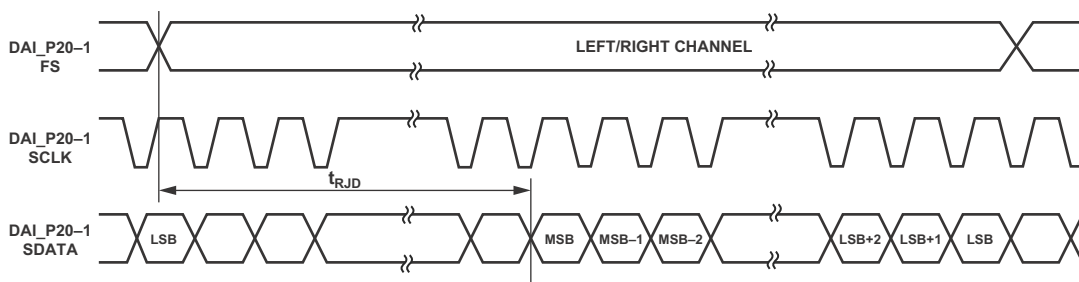 DAI_P20–1
FS
LEFT/RIGHT CHANNEL
DAI_P20–1
SCLK
tRJD
DAI_P20–1
SDATA
LSB
MSB
MSB–1
MSB–2
LSB+2
LSB+1
LSB